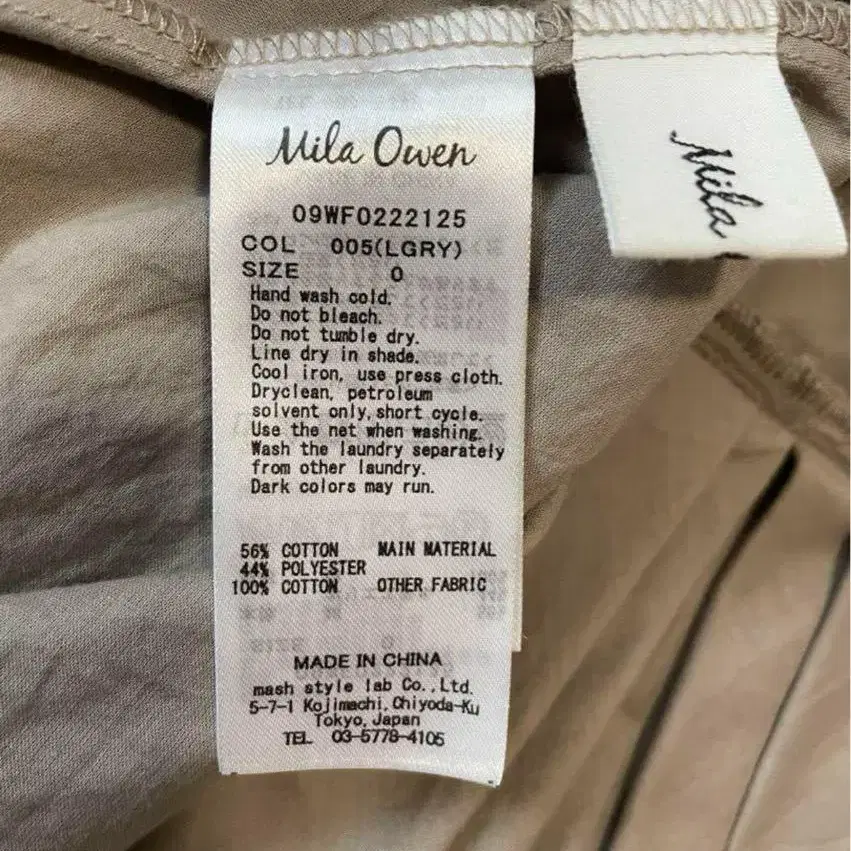 Mila Owen
09WF0222125
COL 005(LGRY)
SIZE 0
Hand wash cold.
Do not bleach.
Do not tumble dry.
Line dry in shade.
Cool iron, use press cloth.
Dryclean, petroleum
solvent only,short cycle.
Use the net when washing.
Wash the laundry separately
from other laundry.
Dark colors may run.
56% COTTON MAIN MATERIAL
44% POLYESTER
100% COTTON OTHER FABRIC
MADE IN CHINA
mash style lab Co.,Ltd.
5-7-1 Kojimachi,Chiyoda-Ku
Tokyo,Japan
TEL 03-5778-4105
Mila